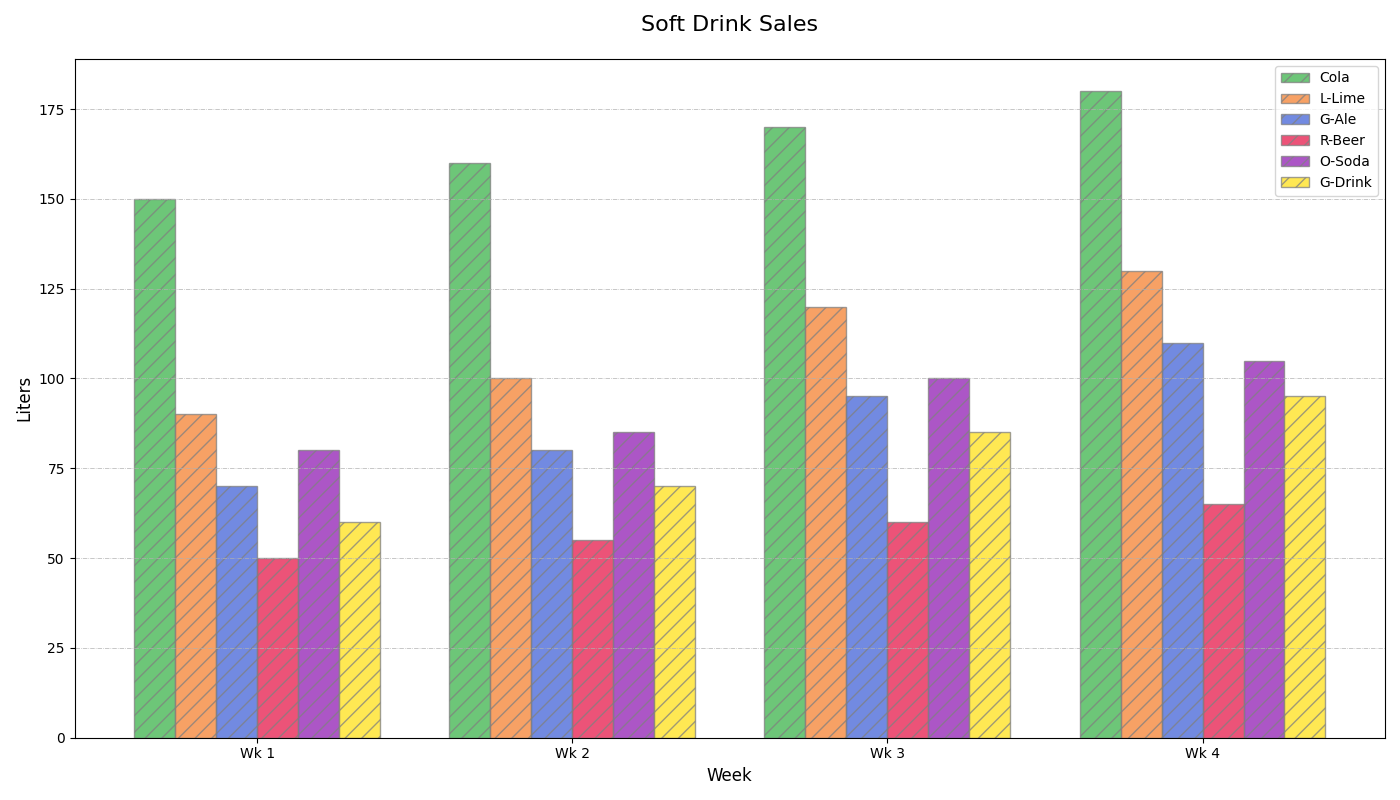 Soft Drink Sales
Liters
175
150
125
100
75
50
25
0
Cola
L-Lime
G-Ale
R-Beer
O-Soda
G-Drink
Wk 1
Wk 2
Wk 3
Wk 4
Week